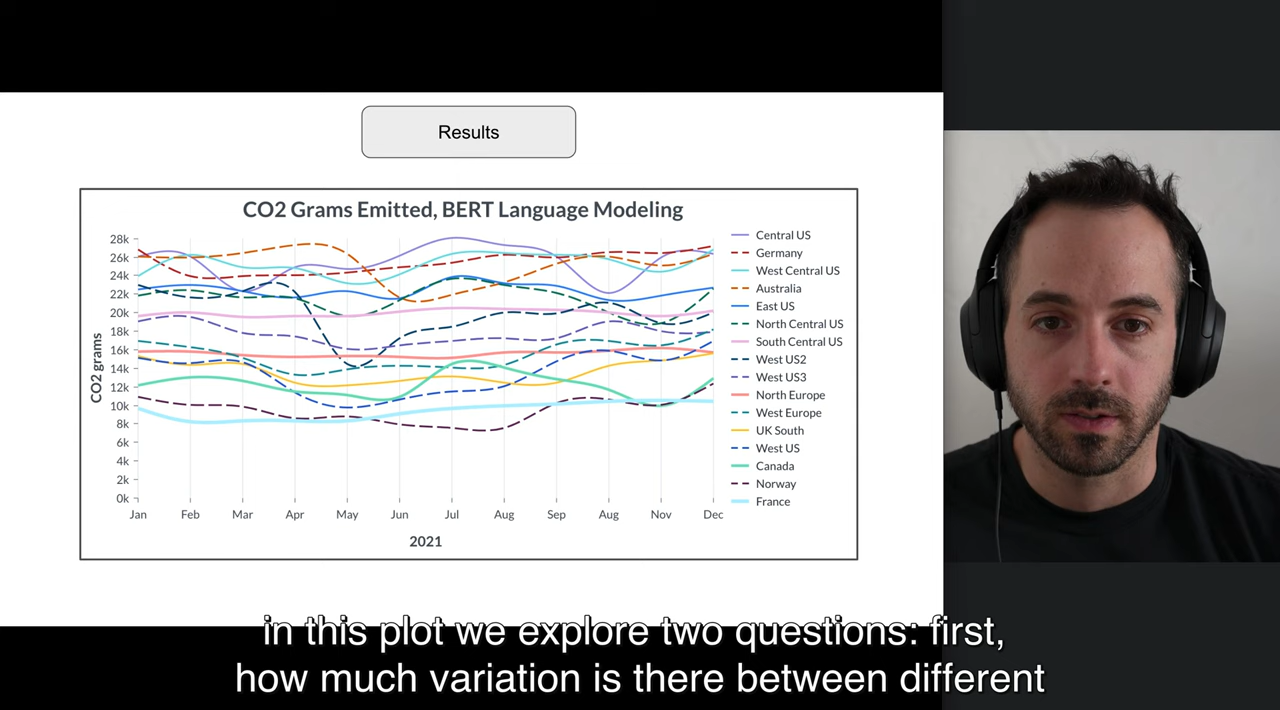 Results
CO2 Grams Emitted, BERT Language Modeling
28k
26k
24k
22k
20k
18k
16k
14k
12k
10k
8k
6k
4k
2k
0k
CO2 grams
Jan Feb Mar Apr May Jun Jul Aug Sep Aug Nov Dec
2021
Central US
Germany
West Central US
Australia
East US
North Central US
South Central US
West US2
West US3
North Europe
West Europe
UK South
West US
Canada
Norway
France
in this plot we explore two questions: first,
how much variation is there between different